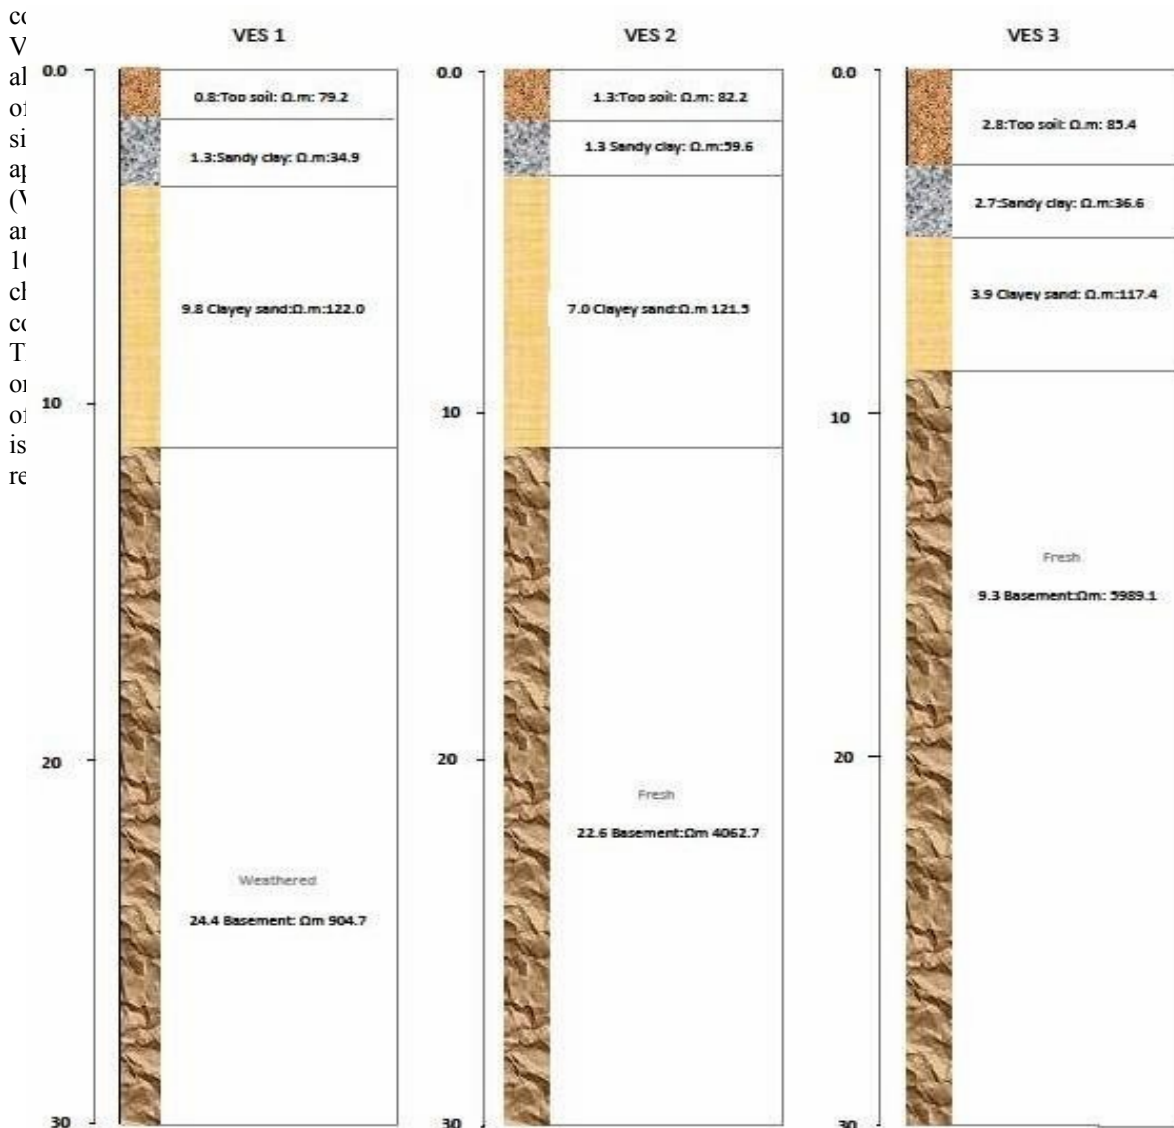 VES 1
0.0
0.8:Top soil: Ω.m: 79.2
1.3:Sandy clay: Ω.m:34.9
9.8 Clayey sand:Ω.m:122.0
10
20
Weathered
24.4 Basement: Ωm 904.7
30
VES 2
0.0
1.3:Top soil: Ω.m: 82.2
1.3 Sandy clay: Ω.m:59.6
7.0 Clayey sand:Ω.m 121.5
10
20
Fresh
22.6 Basement:Ωm 4062.7
30
VES 3
0.0
2.8:Top soil: Ω.m: 85.4
2.7:Sandy clay: Ω.m:36.6
3.9 Clayey sand: Ω.m:117.4
10
Fresh
9.3 Basement:Ωm: 5989.1
20
30